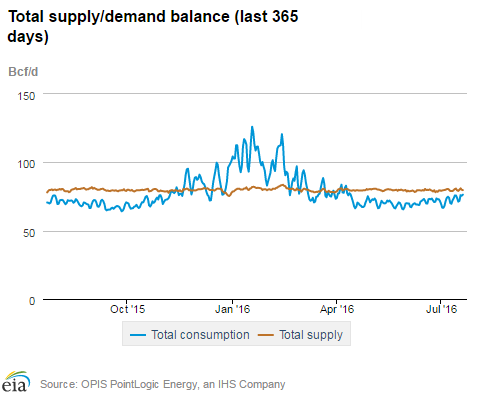 Total supply/demand balance (last 365
days)
Bcf/d
150
100
50
0
Oct '15 Jan '16 Apr '16 Jul '16
Total consumption Total supply
eia Source: OPIS PointLogic Energy, an IHS Company